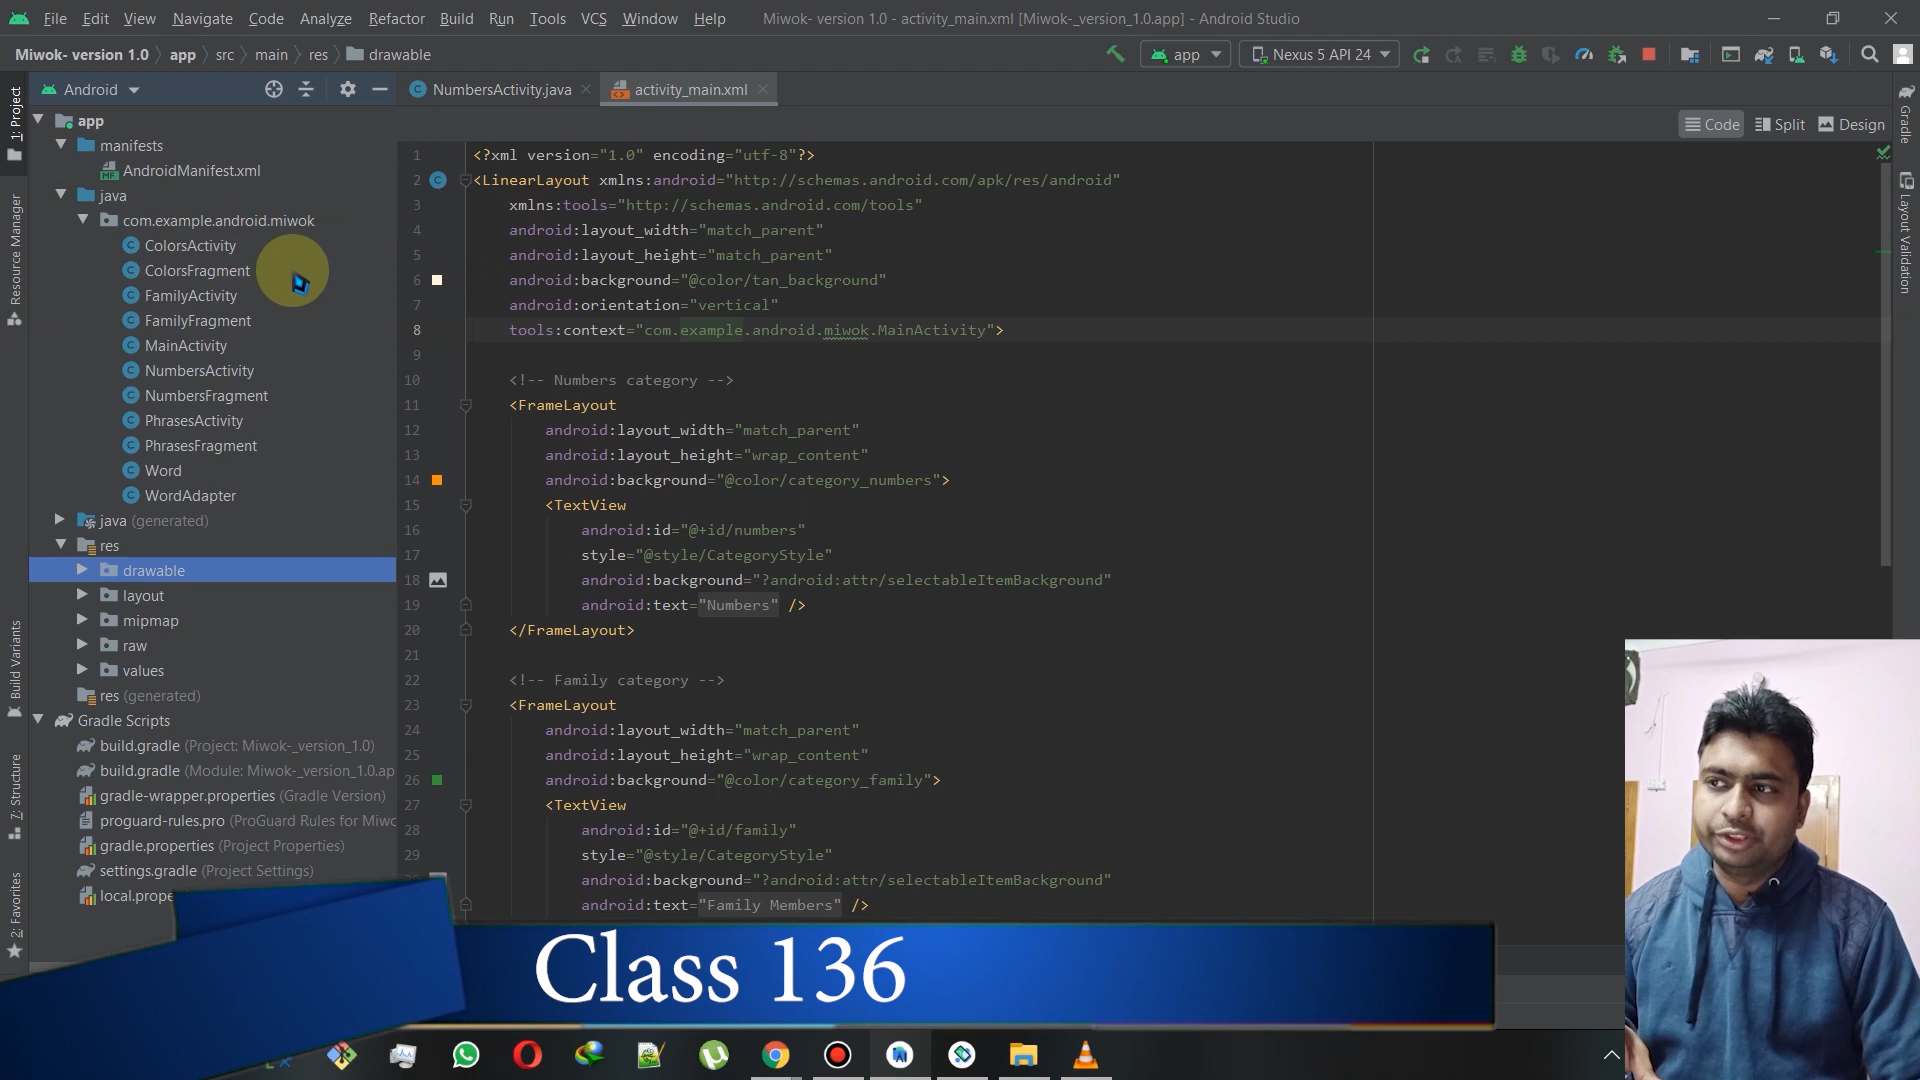 File Edit View Navigate Code Analyze Refactor Build Run Tools VCS Window Help Miwok- version 1.0 - activity_main.xml [Miwok-_version_1.0.app] - Android Studio
Miwok- version 1.0 app src main res drawable app Nexus 5 API 24
Android NumbersActivity.java activity_main.xml
Code Split Design
1: Project
Resource Manager
Build Variants
7: Structure
2: Favorites
Gradle
Layout Validation
app
manifests
AndroidManifest.xml
java
com.example.android.miwok
ColorsActivity
ColorsFragment
FamilyActivity
FamilyFragment
MainActivity
NumbersActivity
NumbersFragment
PhrasesActivity
PhrasesFragment
Word
WordAdapter
java (generated)
res
drawable
layout
mipmap
raw
values
res (generated)
Gradle Scripts
build.gradle (Project: Miwok-_version_1.0)
build.gradle (Module: Miwok-_version_1.0.ap
gradle-wrapper.properties (Gradle Version)
proguard-rules.pro (ProGuard Rules for Miwo
gradle.properties (Project Properties)
settings.gradle (Project Settings)
local.prope
1 <?xml version="1.0" encoding="utf-8"?>
2 <LinearLayout xmlns:android="http://schemas.android.com/apk/res/android"
3 xmlns:tools="http://schemas.android.com/tools"
4 android:layout_width="match_parent"
5 android:layout_height="match_parent"
6 android:background="@color/tan_background"
7 android:orientation="vertical"
8 tools:context="com.example.android.miwok.MainActivity">
9
10 <!-- Numbers category -->
11 <FrameLayout
12 android:layout_width="match_parent"
13 android:layout_height="wrap_content"
14 android:background="@color/category_numbers">
15 <TextView
16 android:id="@+id/numbers"
17 style="@style/CategoryStyle"
18 android:background="?android:attr/selectableItemBackground"
19 android:text="Numbers" />
20 </FrameLayout>
21
22 <!-- Family category -->
23 <FrameLayout
24 android:layout_width="match_parent"
25 android:layout_height="wrap_content"
26 android:background="@color/category_family">
27 <TextView
28 android:id="@+id/family"
29 style="@style/CategoryStyle"
android:background="?android:attr/selectableItemBackground"
android:text="Family Members" />
Class 136